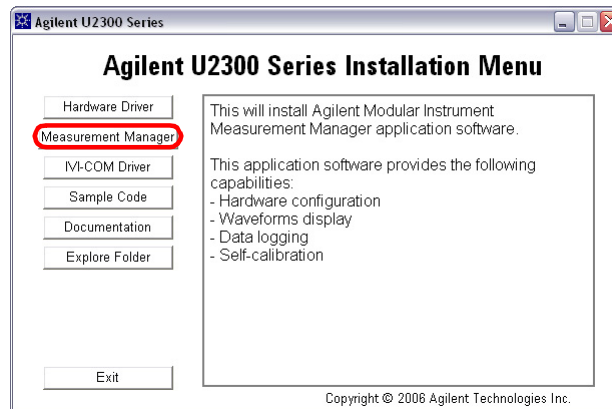 Agilent U2300 Series
Agilent U2300 Series Installation Menu
Hardware Driver
Measurement Manager
IVI-COM Driver
Sample Code
Documentation
Explore Folder
Exit
This will install Agilent Modular Instrument
Measurement Manager application software.
This application software provides the following
capabilities:
- Hardware configuration
- Waveforms display
- Data logging
- Self-calibration
Copyright © 2006 Agilent Technologies Inc.